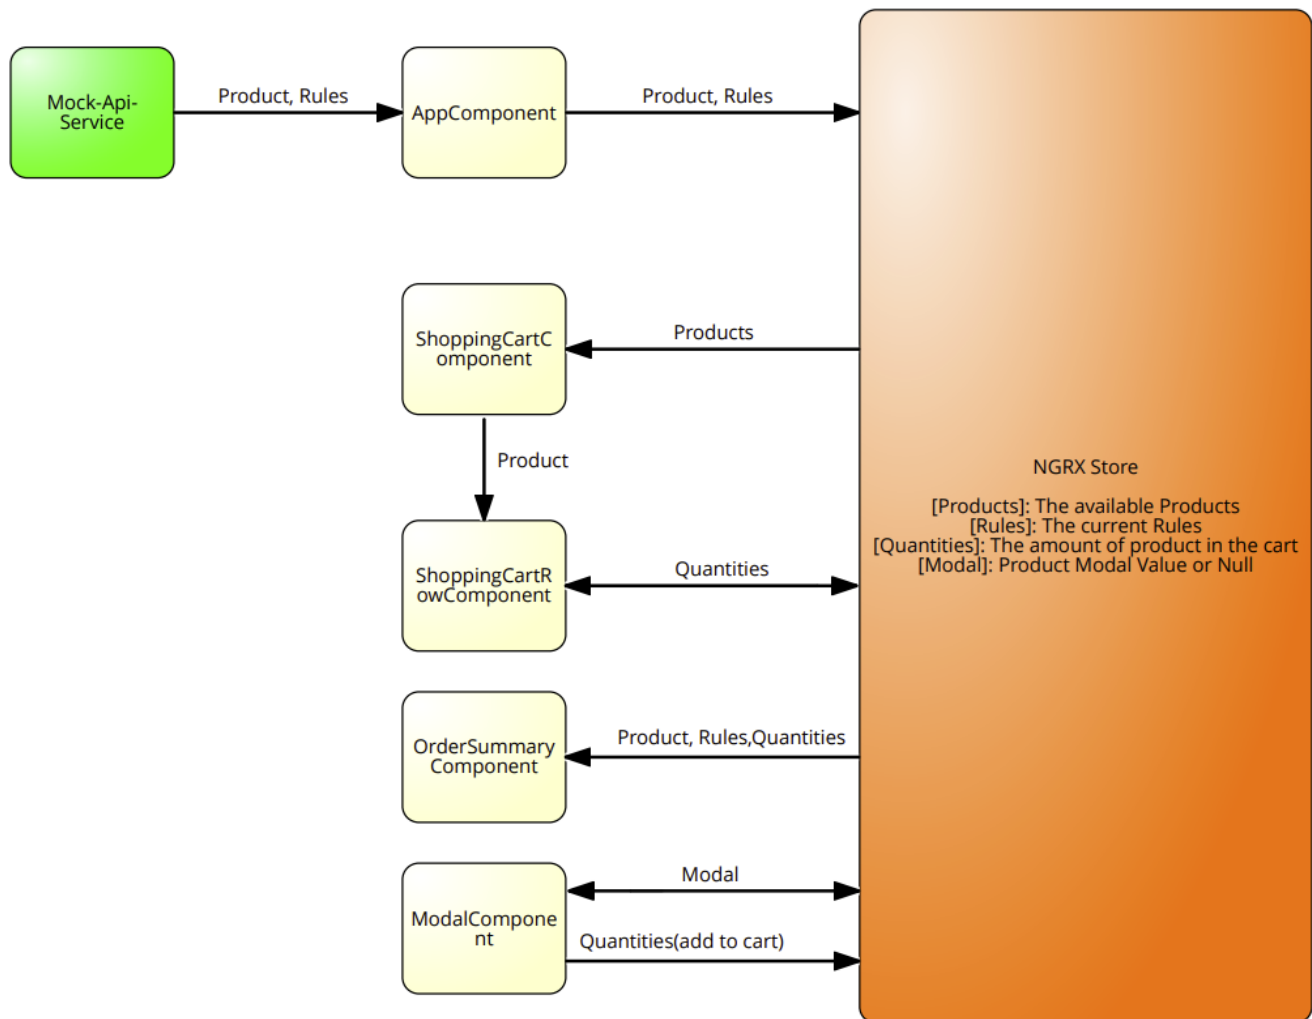 Mock-Api-
Service
Product, Rules
AppComponent
Product, Rules
ShoppingCartC
omponent
Products
Product
ShoppingCartR
owComponent
Quantities
OrderSummary
Component
Product, Rules,Quantities
ModalCompone
nt
Modal
Quantities(add to cart)
NGRX Store
[Products]: The available Products
[Rules]: The current Rules
[Quantities]: The amount of product in the cart
[Modal]: Product Modal Value or Null